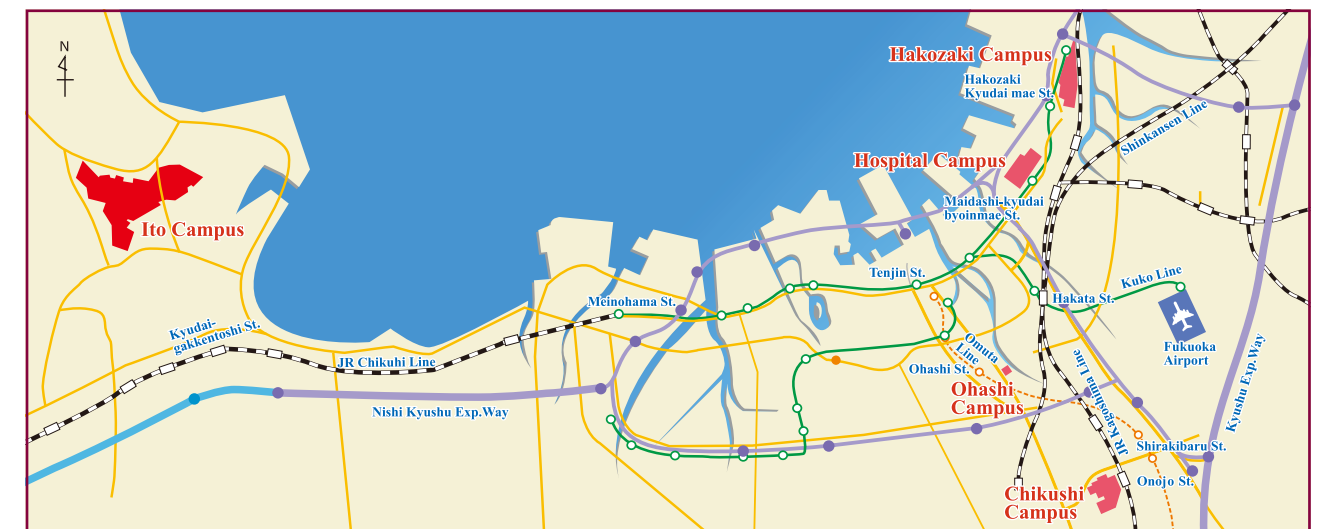 N
Hakozaki Campus
Hakozaki
Kyudai mae St.
Shinkansen Line
Hospital Campus
Maidashi-kyudai
byoinmae St.
Ito Campus
Tenjin St.
Kuko Line
Meinohama St.
Hakata St.
Kyudai-
gakkentoshi St.
Fukuoka
Airport
JR Chikuhi Line
Omuta
Line
Ohashi St.
Ohashi
Campus
Nishi Kyushu Exp.Way
JR Kagoshima Line
Kyushu Exp.Way
Shirakibaru St.
Onojo St.
Chikushi
Campus